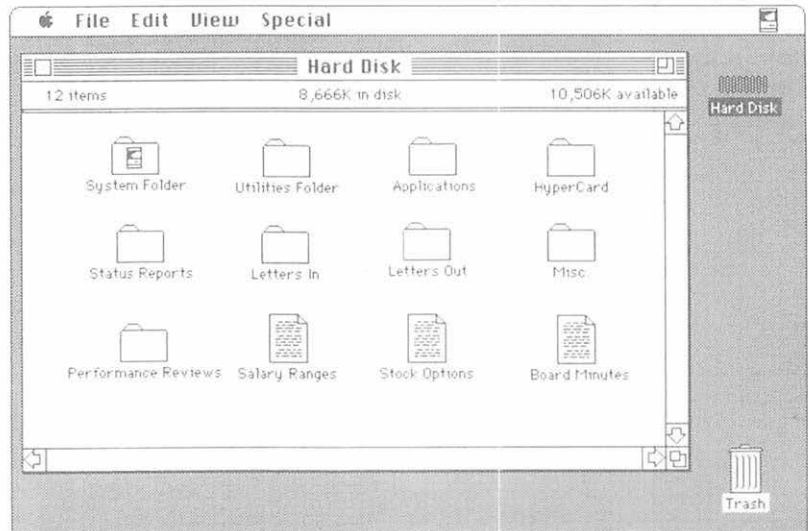 File Edit View Special
Hard Disk
12 items 8,666K in disk 10,506K available
Hard Disk
System Folder Utilities Folder Applications HyperCard
Status Reports Letters In Letters Out Misc
Performance Reviews Salary Ranges Stock Options Board Minutes
Trash